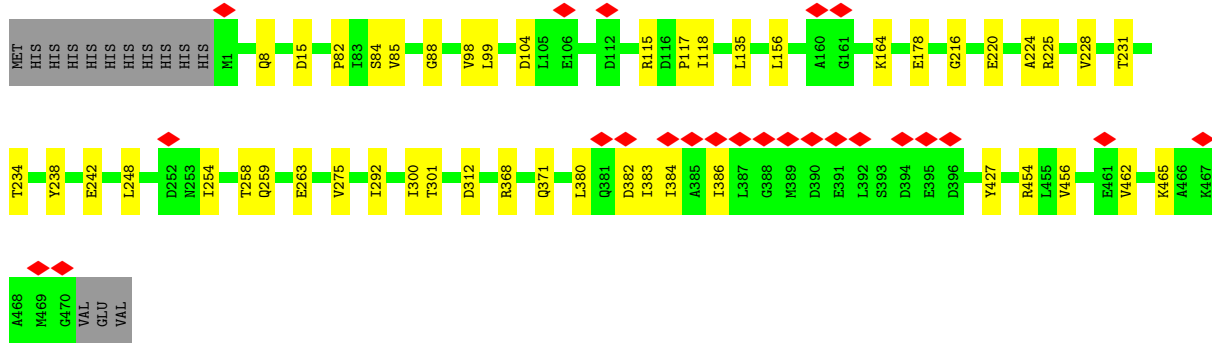 MET HIS HIS HIS HIS HIS HIS HIS HIS HIS M1 Q8 D15 P82 I83 S84 V85 G88 V98 L99 D104 L105 E106 D112 R115 D116 P117 I118 L135 L156 A160 G161 K164 E178 G216 E220 A224 R225 V228 T231
T234 Y238 E242 L248 D252 N253 I254 T258 Q259 E263 V275 I292 I300 T301 D312 R368 Q371 L380 Q381 D382 I383 I384 A385 I386 L387 G388 M389 D390 E391 L392 S393 D394 E395 D396 Y427 R454 L455 V456 E461 V462 K465 A466 K467
A468 M469 G470 VAL GLU VAL